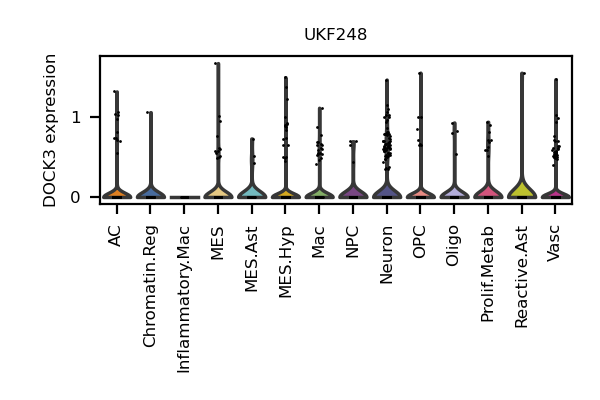 UKF248
DOCK3 expression
1
0
AC
Chromatin.Reg
Inflammatory.Mac
MES
MES.Ast
MES.Hyp
Mac
NPC
Neuron
OPC
Oligo
Prolif.Metab
Reactive.Ast
Vasc